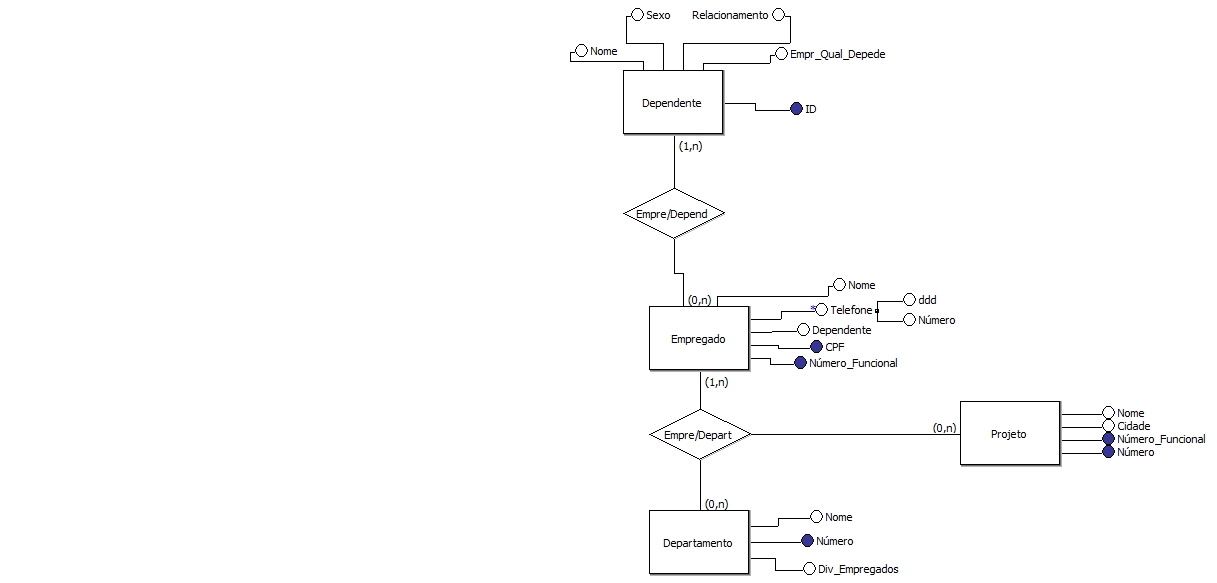 Sexo
Relacionamento
Nome
Empr_Qual_Depede
Dependente
ID
(1,n)
Empre/Depend
Nome
(0,n)
ddd
* Telefone
Número
Dependente
Empregado
CPF
Número_Funcional
(1,n)
Nome
Cidade
(0,n)
Empre/Depart
Projeto
Número_Funcional
Número
(0,n)
Nome
Número
Departamento
Div_Empregados